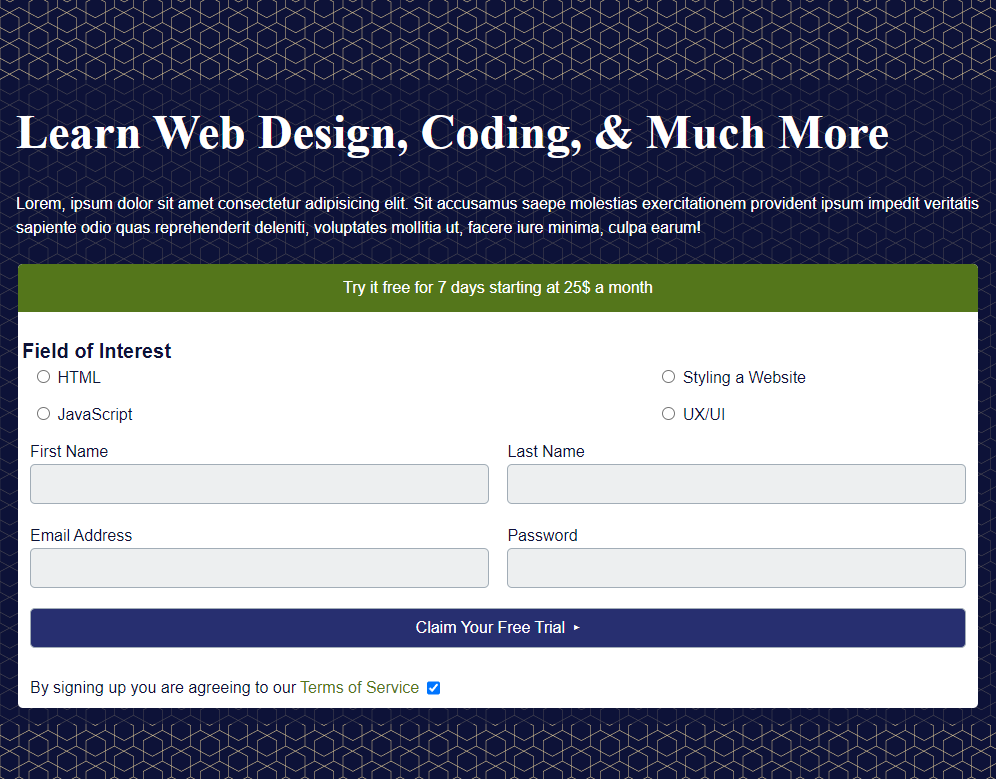 Learn Web Design, Coding, & Much More
Lorem, ipsum dolor sit amet consectetur adipisicing elit. Sit accusamus saepe molestias exercitationem provident ipsum impedit veritatis
sapiente odio quas reprehenderit deleniti, voluptates mollitia ut, facere iure minima, culpa earum!
Try it free for 7 days starting at 25$ a month
Field of Interest
HTML Styling a Website
JavaScript UX/UI
First Name Last Name
Email Address Password
Claim Your Free Trial ▸
By signing up you are agreeing to our Terms of Service